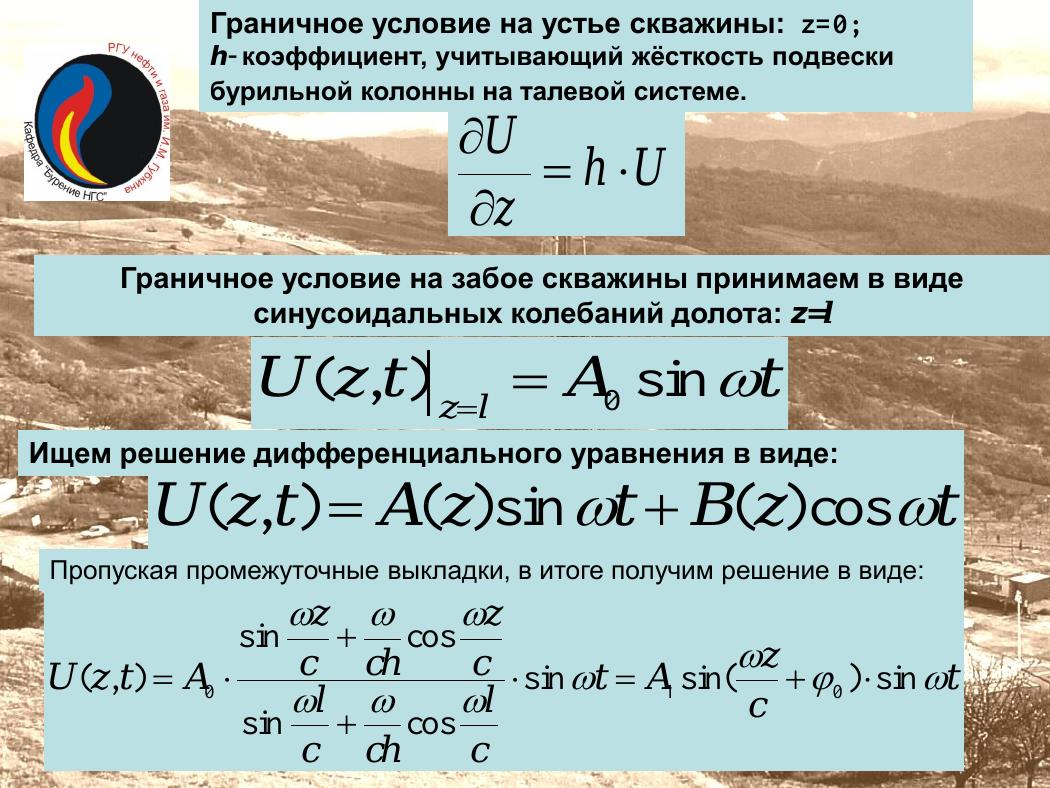 Граничное условие на устье скважины: z=0;
h- коэффициент, учитывающий жёсткость подвески
бурильной колонны на талевой системе.
РГУ нефти и газа им. И.М. Губкина
Кафедра "Бурение НГС"
∂U/∂z = h · U
Граничное условие на забое скважины принимаем в виде
синусоидальных колебаний долота: z=l
U(z,t)|z=l = A₀ sin ωt
Ищем решение дифференциального уравнения в виде:
U(z,t) = A(z)sin ωt + B(z)cos ωt
Пропуская промежуточные выкладки, в итоге получим решение в виде:
U(z,t) = A₀ · (sin ωz/c + ω/ch cos ωz/c)/(sin ωl/c + ω/ch cos ωl/c) · sin ωt = A₁ sin(ωz/c + φ₀) · sin ωt